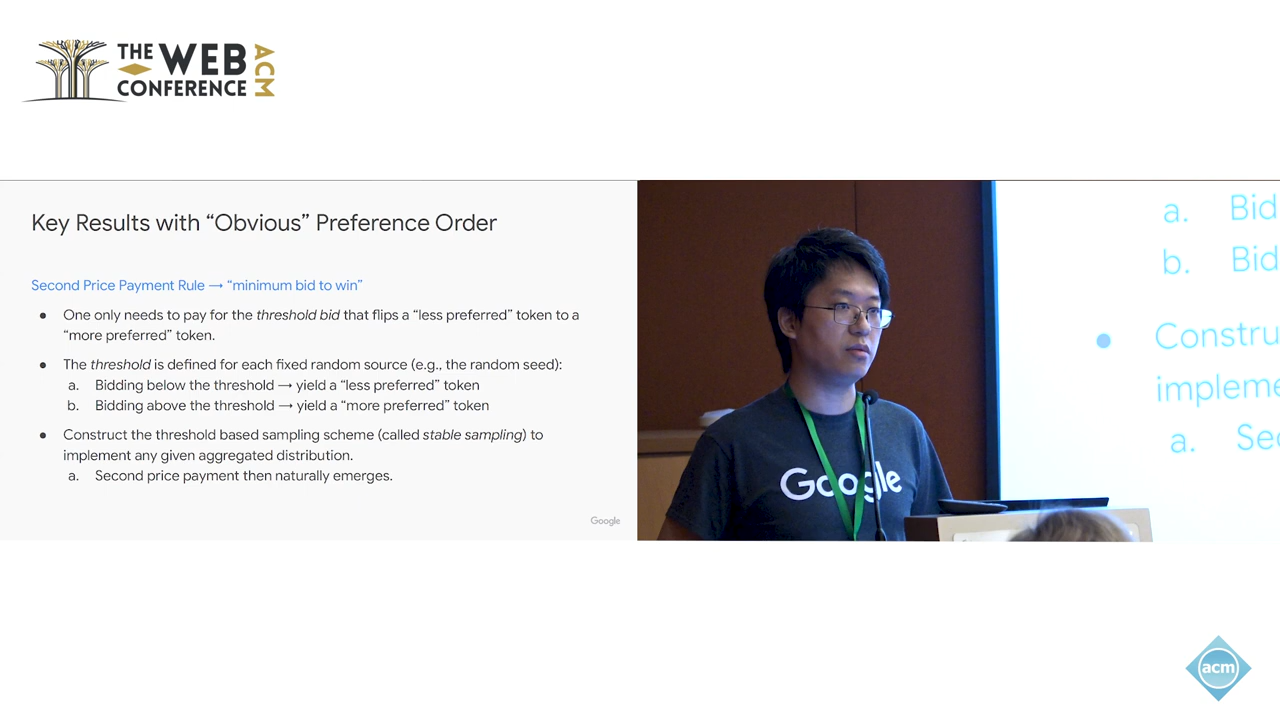 THE WEB
CONFERENCE
ACM
Key Results with “Obvious” Preference Order
Second Price Payment Rule → “minimum bid to win”
● One only needs to pay for the threshold bid that flips a “less preferred” token to a
“more preferred” token.
● The threshold is defined for each fixed random source (e.g., the random seed):
a. Bidding below the threshold → yield a “less preferred” token
b. Bidding above the threshold → yield a “more preferred” token
● Construct the threshold based sampling scheme (called stable sampling) to
implement any given aggregated distribution.
a. Second price payment then naturally emerges.
Google
a. Bid
b. Bid
● Constru
impleme
a. Sec
Google
acm